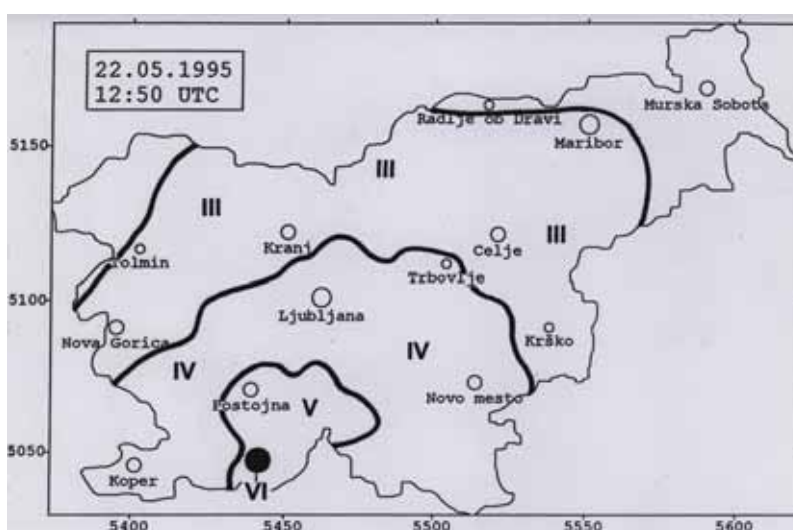 22.05.1995
12:50 UTC
Murska Sobota
Radlje ob Dravi
Maribor
5150
III
III
Kranj
Celje
III
Tolmin
Trbovlje
5100
Ljubljana
Nova Gorica
Krško
IV
IV
Postojna
V
Novo mesto
5050
Koper
VI
5400
5450
5500
5550
5600